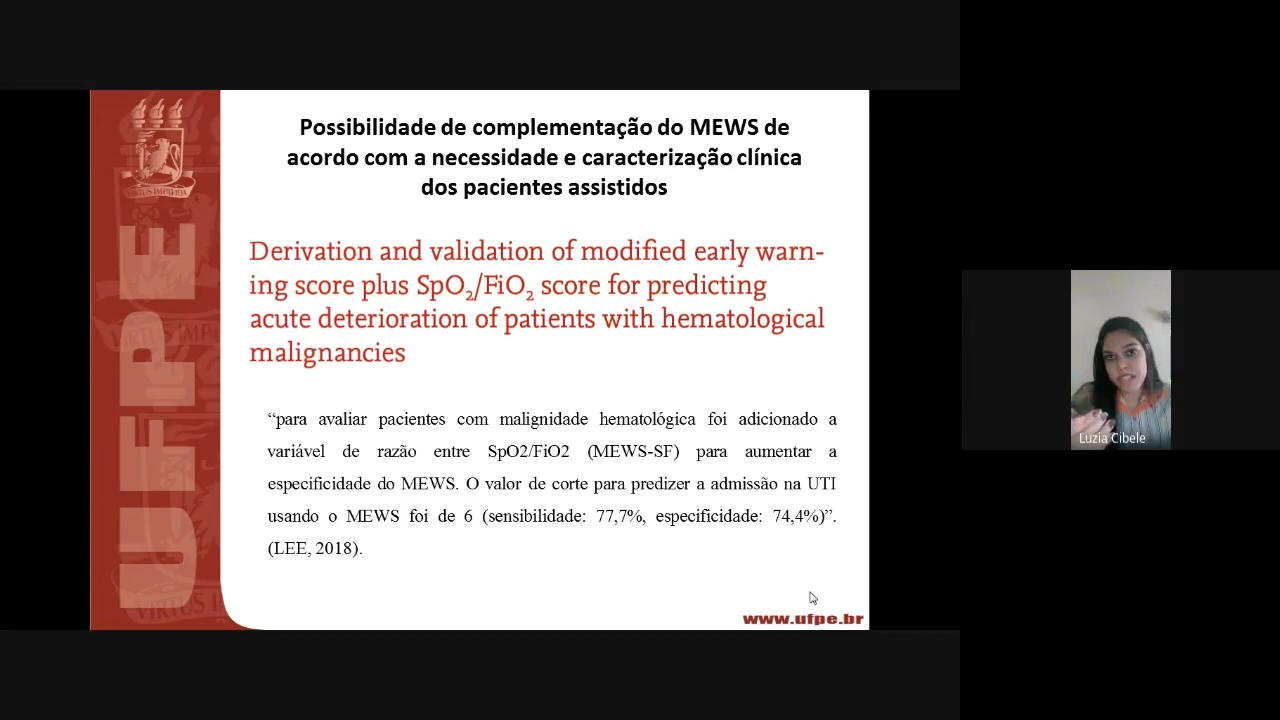 Possibilidade de complementação do MEWS de
acordo com a necessidade e caracterização clínica
dos pacientes assistidos
Derivation and validation of modified early warn-
ing score plus SpO₂/FiO₂ score for predicting
acute deterioration of patients with hematological
malignancies
“para avaliar pacientes com malignidade hematológica foi adicionado a
variável de razão entre SpO2/FiO2 (MEWS-SF) para aumentar a
especificidade do MEWS. O valor de corte para predizer a admissão na UTI
usando o MEWS foi de 6 (sensibilidade: 77,7%, especificidade: 74,4%)”.
(LEE, 2018).
www.ufpe.br
UFPE
VIRTUS IMPAVIDA
Luzia Cibele